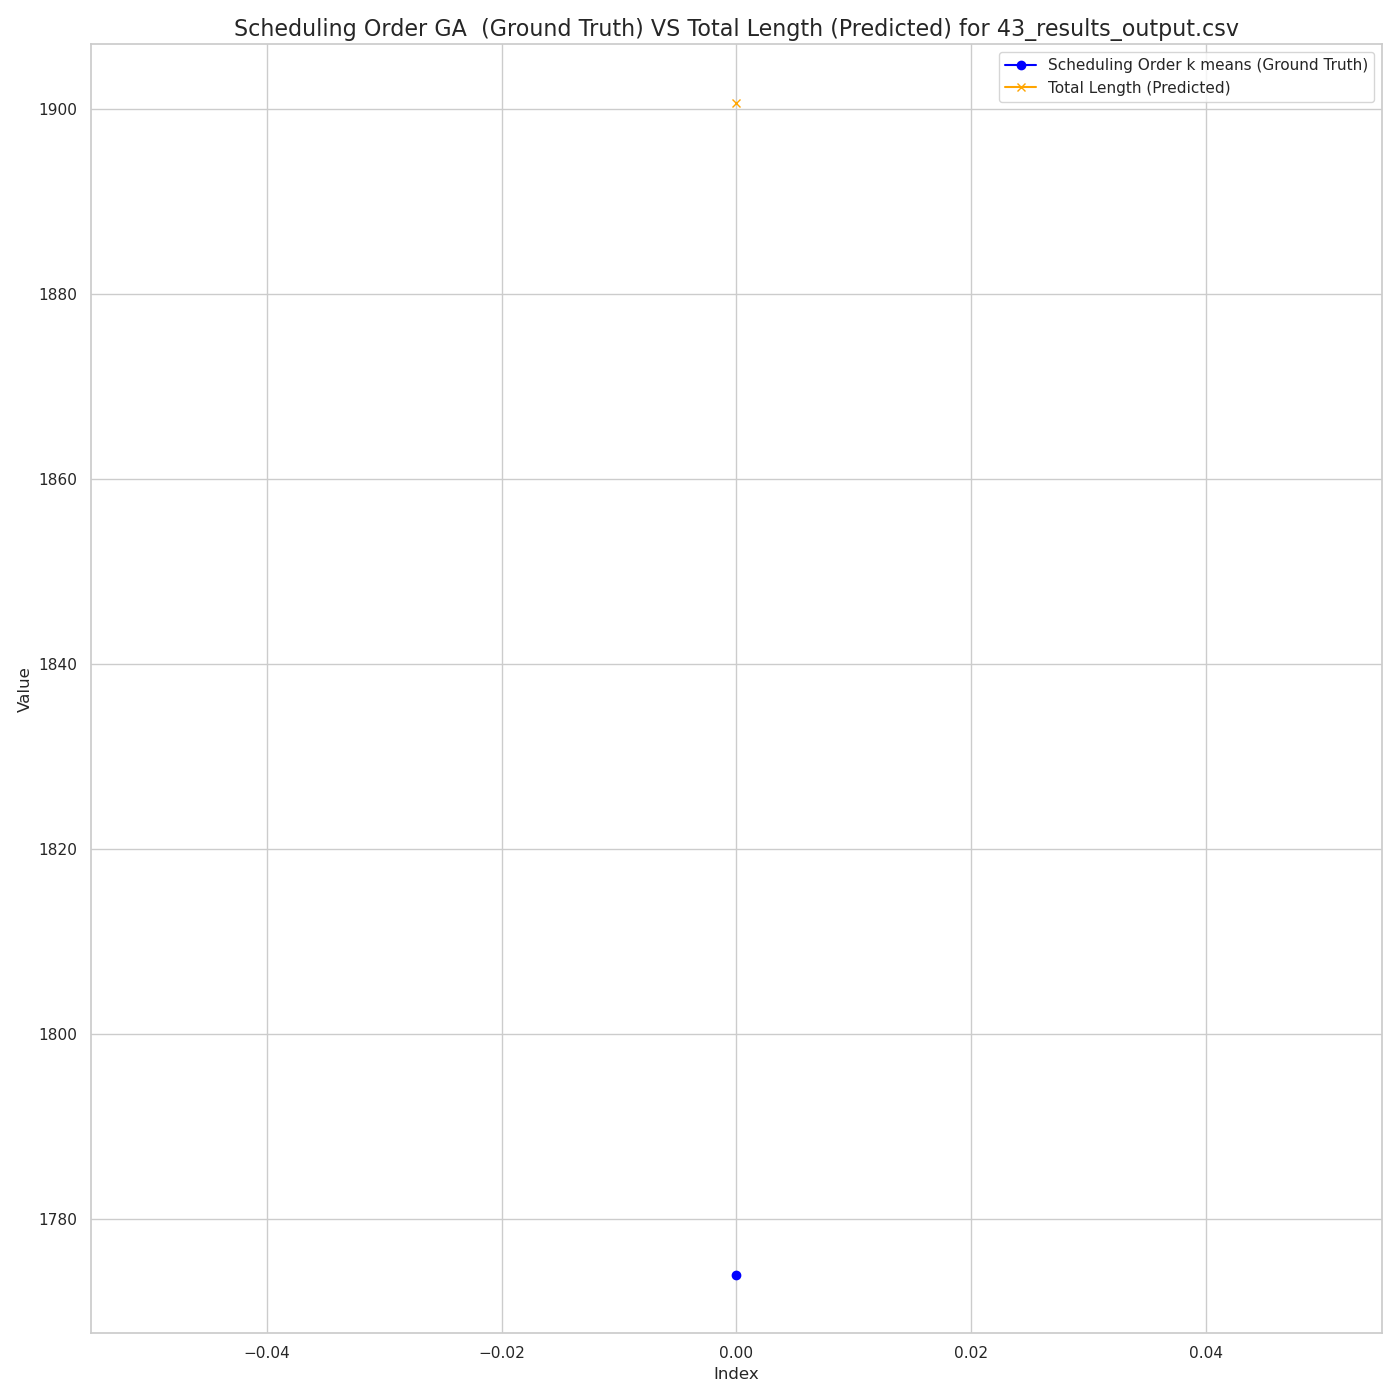 Scheduling Order GA  (Ground Truth) VS Total Length (Predicted) for 43_results_output.csv
Scheduling Order k means (Ground Truth)
Total Length (Predicted)
1900
1880
1860
1840
1820
1800
1780
Value
−0.04
−0.02
0.00
0.02
0.04
Index